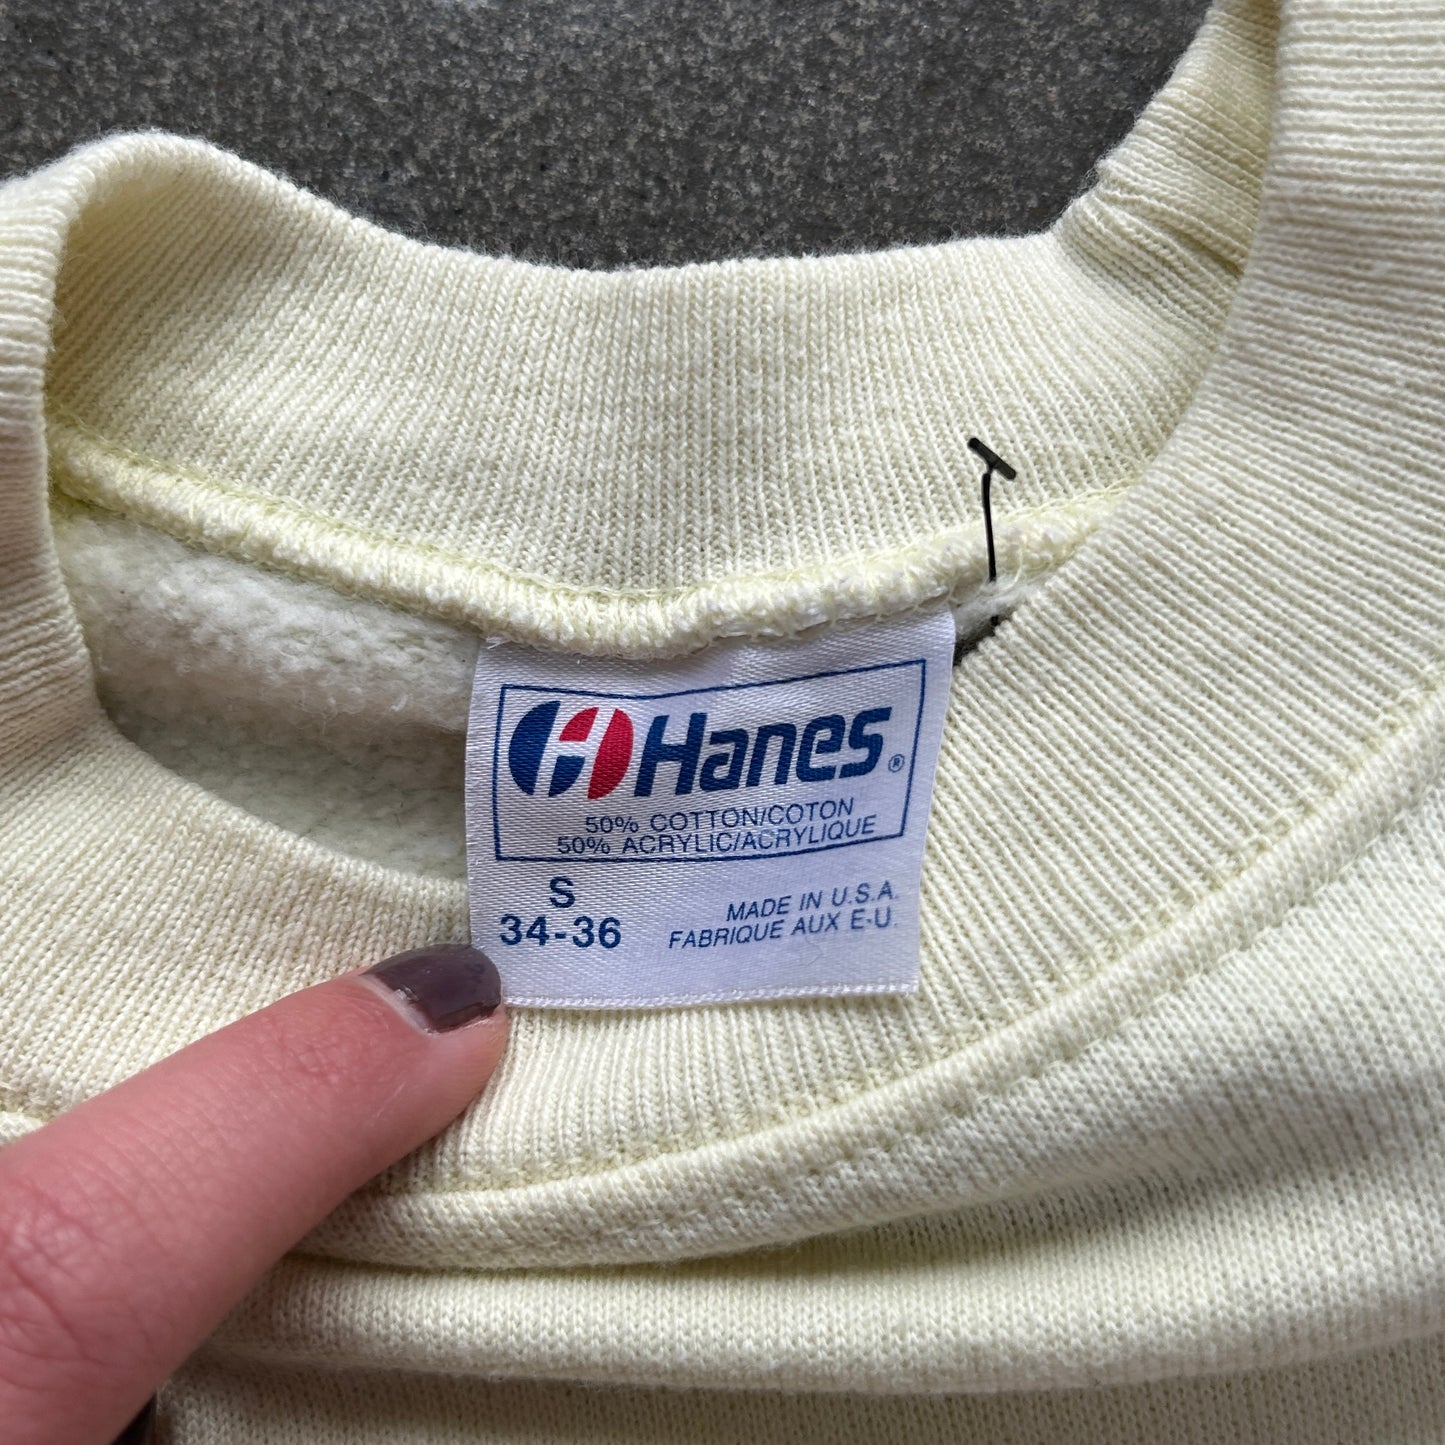 Hanes®
50% COTTON/COTON
50% ACRYLIC/ACRYLIQUE
S
34-36
MADE IN U.S.A.
FABRIQUE AUX E-U.